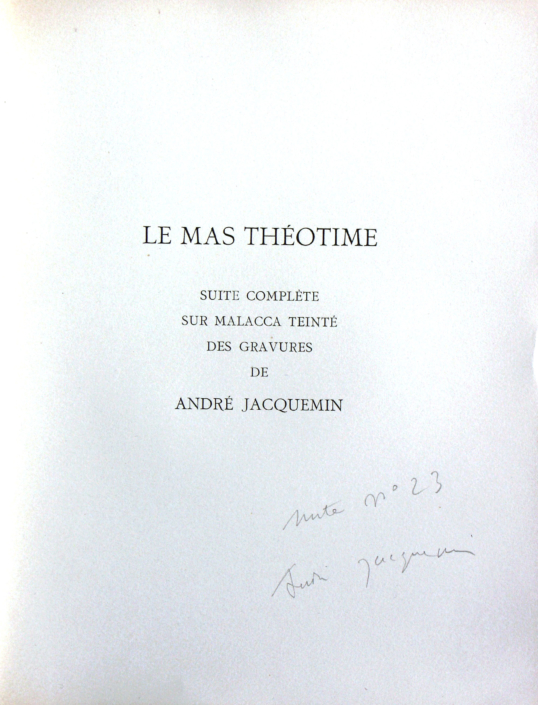 LE MAS THÉOTIME
SUITE COMPLÈTE
SUR MALACCA TEINTÉ
DES GRAVURES
DE
ANDRÉ JACQUEMIN
suite n° 23
André Jacquemin